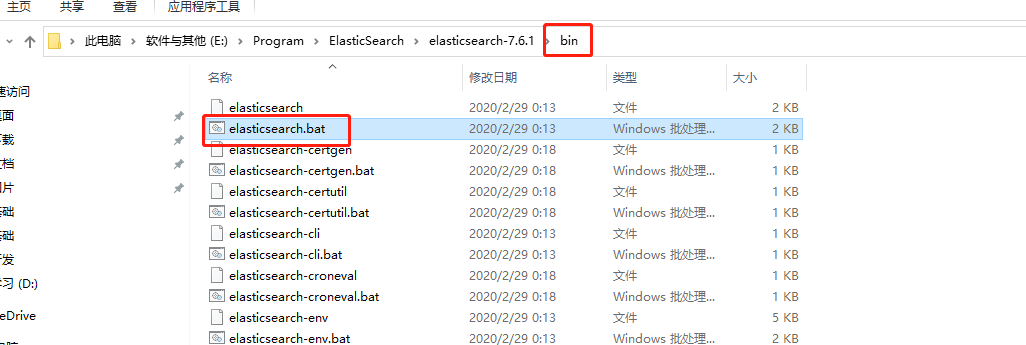 主页 共享 查看 应用程序工具
此电脑 软件与其他 (E:) Program ElasticSearch elasticsearch-7.6.1 bin
名称 修改日期 类型 大小
速访问
elasticsearch 2020/2/29 0:13 文件 2 KB
面
elasticsearch.bat 2020/2/29 0:13 Windows 批处理... 2 KB
下载
elasticsearch-certgen 2020/2/29 0:18 文件 1 KB
文档
elasticsearch-certgen.bat 2020/2/29 0:18 Windows 批处理... 1 KB
图片
elasticsearch-certutil 2020/2/29 0:18 文件 1 KB
基础
elasticsearch-certutil.bat 2020/2/29 0:18 Windows 批处理... 1 KB
基础
elasticsearch-cli 2020/2/29 0:13 文件 1 KB
开发
elasticsearch-cli.bat 2020/2/29 0:13 Windows 批处理... 1 KB
elasticsearch-croneval 2020/2/29 0:18 文件 1 KB
学习 (D:)
elasticsearch-croneval.bat 2020/2/29 0:18 Windows 批处理... 1 KB
eDrive
elasticsearch-env 2020/2/29 0:13 文件 5 KB
elasticsearch-env.bat 2020/2/29 0:13 Windows 批处理... 2 KB
电脑